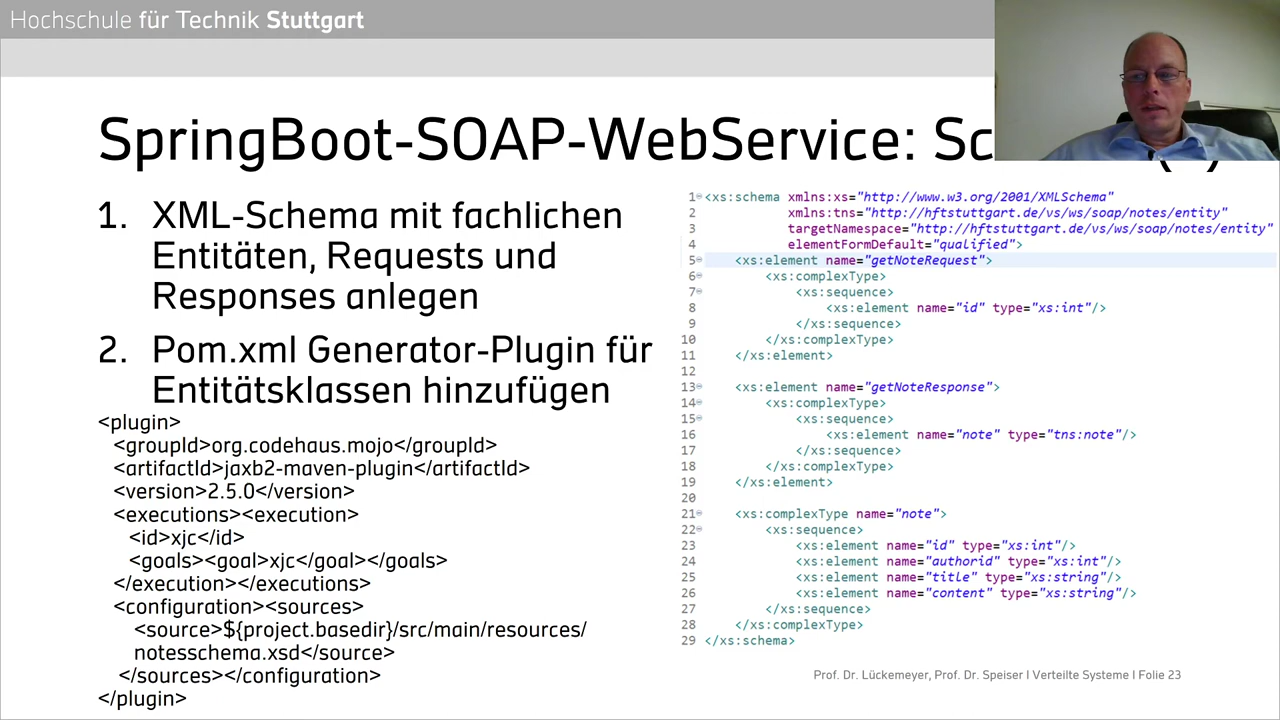 Hochschule für Technik Stuttgart
SpringBoot-SOAP-WebService:
1. XML-Schema mit fachlichen
Entitäten, Requests und
Responses anlegen
2. Pom.xml Generator-Plugin für
Entitätsklassen hinzufügen
<plugin>
<groupId>org.codehaus.mojo</groupId>
<artifactId>jaxb2-maven-plugin</artifactId>
<version>2.5.0</version>
<executions><execution>
<id>xjc</id>
<goals><goal>xjc</goal></goals>
</execution></executions>
<configuration><sources>
<source>${project.basedir}/src/main/resources/
notesschema.xsd</source>
</sources></configuration>
</plugin>
1 <xs:schema xmlns:xs="http://www.w3.org/2001/XMLSchema"
2 xmlns:tns="http://hftstuttgart.de/vs/ws/soap/notes/entity"
3 targetNamespace="http://hftstuttgart.de/vs/ws/soap/notes/entity"
4 elementFormDefault="qualified">
5 <xs:element name="getNoteRequest">
6 <xs:complexType>
7 <xs:sequence>
8 <xs:element name="id" type="xs:int"/>
9 </xs:sequence>
10 </xs:complexType>
11 </xs:element>
12
13 <xs:element name="getNoteResponse">
14 <xs:complexType>
15 <xs:sequence>
16 <xs:element name="note" type="tns:note"/>
17 </xs:sequence>
18 </xs:complexType>
19 </xs:element>
20
21 <xs:complexType name="note">
22 <xs:sequence>
23 <xs:element name="id" type="xs:int"/>
24 <xs:element name="authorid" type="xs:int"/>
25 <xs:element name="title" type="xs:string"/>
26 <xs:element name="content" type="xs:string"/>
27 </xs:sequence>
28 </xs:complexType>
29 </xs:schema>
Prof. Dr. Lückemeyer, Prof. Dr. Speiser I Verteilte Systeme I Folie 23